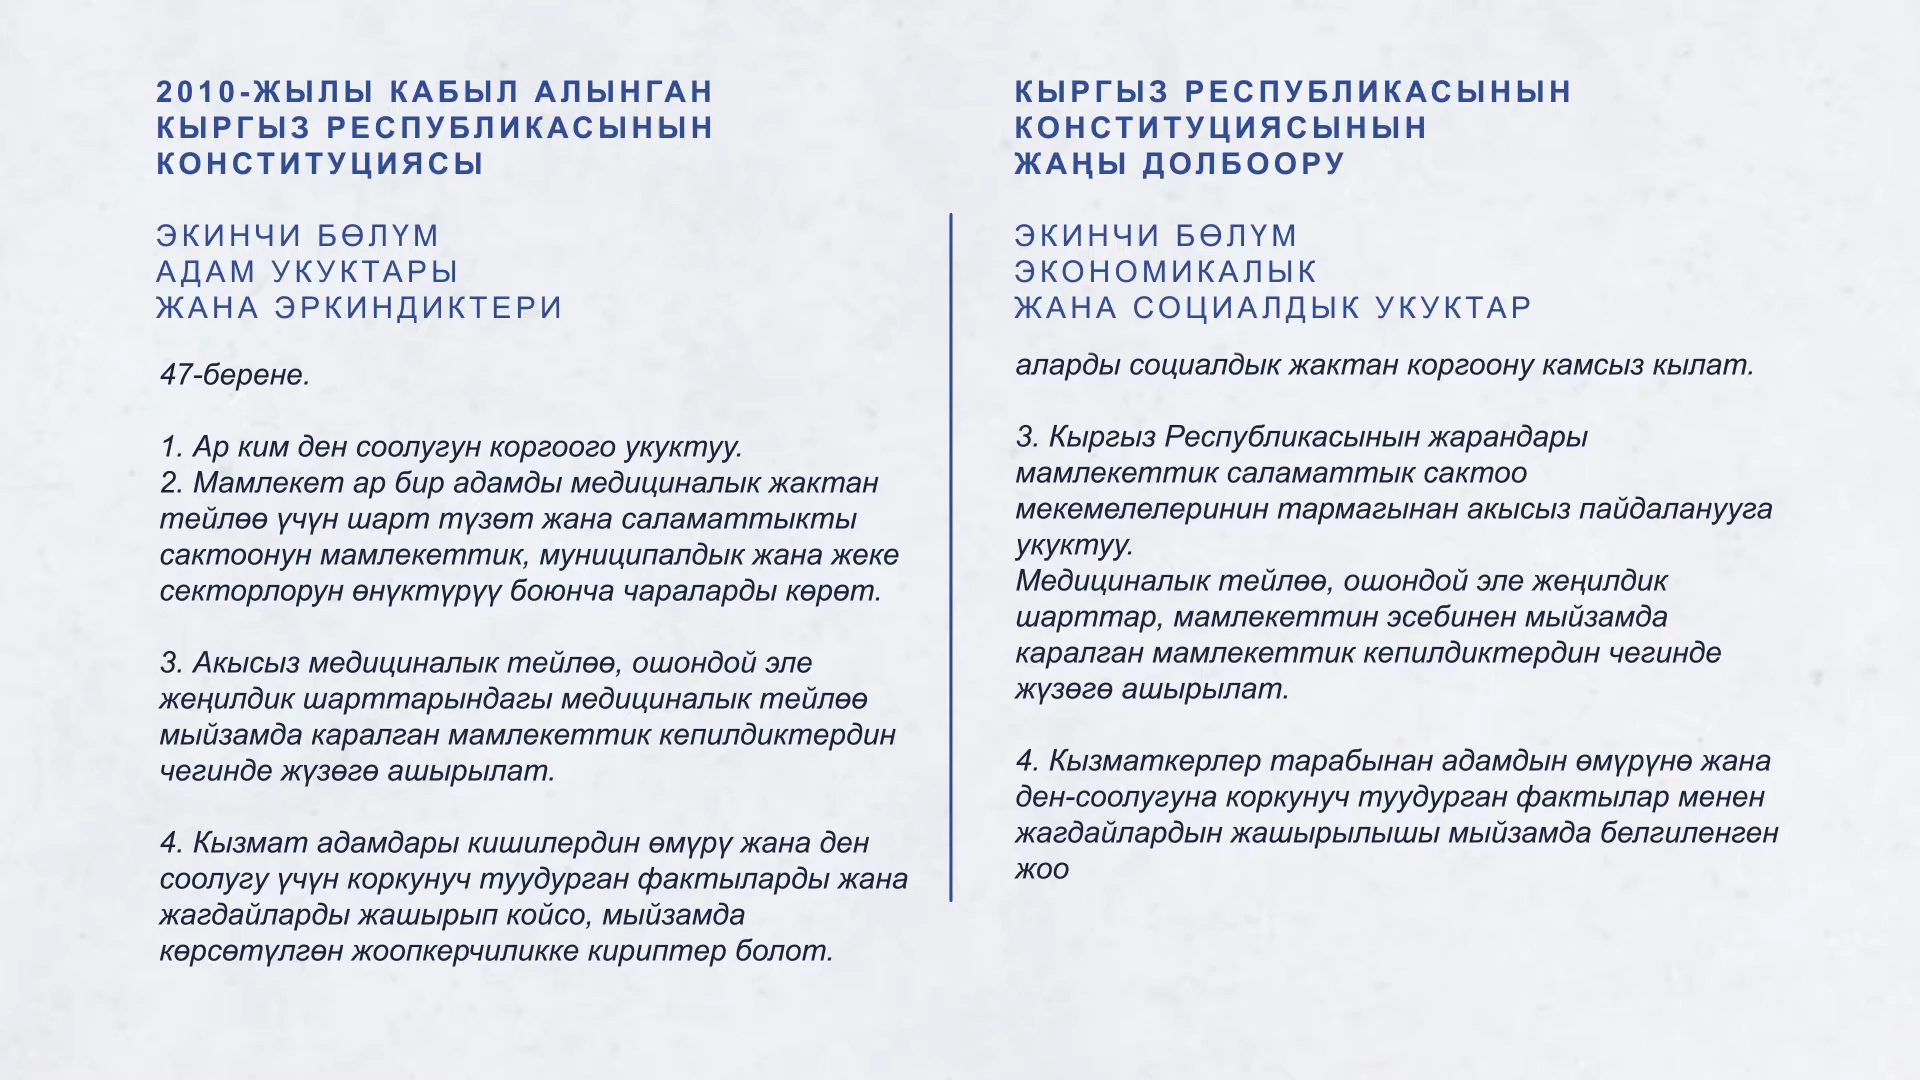 2010-ЖЫЛЫ КАБЫЛ АЛЫНГАН
КЫРГЫЗ РЕСПУБЛИКАСЫНЫН
КОНСТИТУЦИЯСЫ
ЭКИНЧИ БӨЛҮМ
АДАМ УКУКТАРЫ
ЖАНА ЭРКИНДИКТЕРИ
47-берене.
1. Ар ким ден соолугун коргоого укуктуу.
2. Мамлекет ар бир адамды медициналык жактан
тейлөө үчүн шарт түзөт жана саламаттыкты
сактоонун мамлекеттик, муниципалдык жана жеке
секторлорун өнүктүрүү боюнча чараларды көрөт.
3. Акысыз медициналык тейлөө, ошондой эле
жеңилдик шарттарындагы медициналык тейлөө
мыйзамда каралган мамлекеттик кепилдиктердин
чегинде жүзөгө ашырылат.
4. Кызмат адамдары кишилердин өмүрү жана ден
соолугу үчүн коркунуч туудурган фактыларды жана
жагдайларды жашырып койсо, мыйзамда
көрсөтүлгөн жоопкерчиликке кириптер болот.
КЫРГЫЗ РЕСПУБЛИКАСЫНЫН
КОНСТИТУЦИЯСЫНЫН
ЖАҢЫ ДОЛБООРУ
ЭКИНЧИ БӨЛҮМ
ЭКОНОМИКАЛЫК
ЖАНА СОЦИАЛДЫК УКУКТАР
аларды социалдык жактан коргоону камсыз кылат.
3. Кыргыз Республикасынын жарандары
мамлекеттик саламаттык сактоо
мекемелелеринин тармагынан акысыз пайдаланууга
укуктуу.
Медициналык тейлөө, ошондой эле жеңилдик
шарттар, мамлекеттин эсебинен мыйзамда
каралган мамлекеттик кепилдиктердин чегинде
жүзөгө ашырылат.
4. Кызматкерлер тарабынан адамдын өмүрүнө жана
ден-соолугуна коркунуч туудурган фактылар менен
жагдайлардын жашырылышы мыйзамда белгиленген
жоо